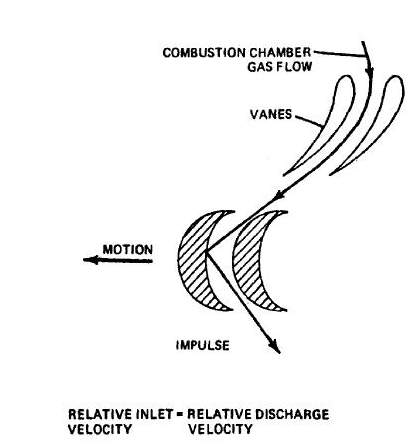 COMBUSTION CHAMBER
GAS FLOW
VANES
MOTION
IMPULSE
RELATIVE INLET = RELATIVE DISCHARGE
VELOCITY VELOCITY